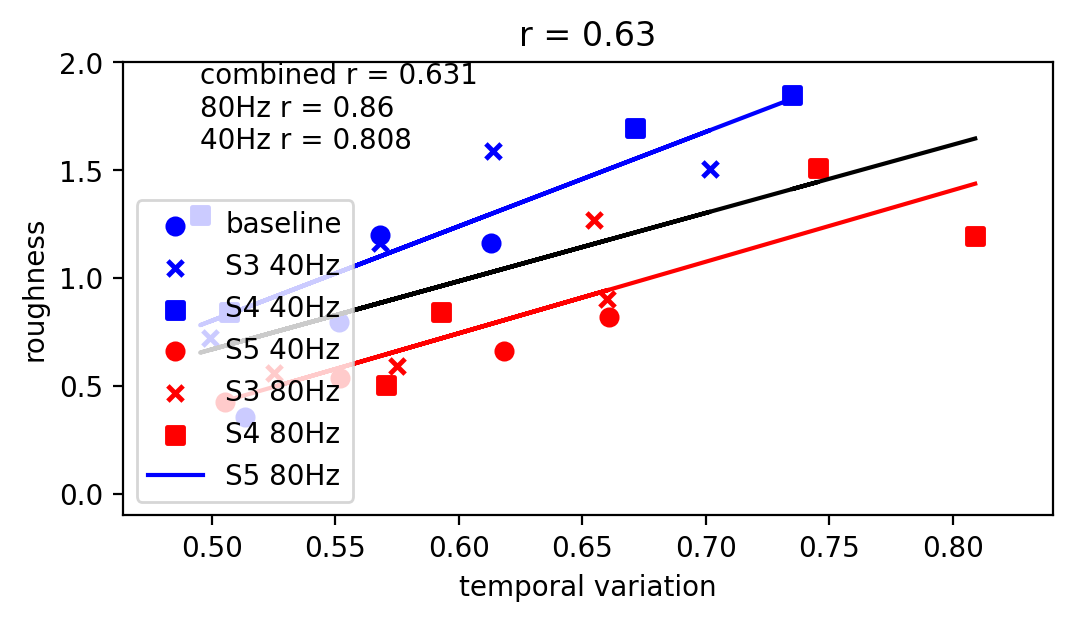 r = 0.63
combined r = 0.631
80Hz r = 0.86
40Hz r = 0.808
baseline
S3 40Hz
S4 40Hz
S5 40Hz
S3 80Hz
S4 80Hz
S5 80Hz
2.0
1.5
1.0
0.5
0.0
roughness
0.50 0.55 0.60 0.65 0.70 0.75 0.80
temporal variation